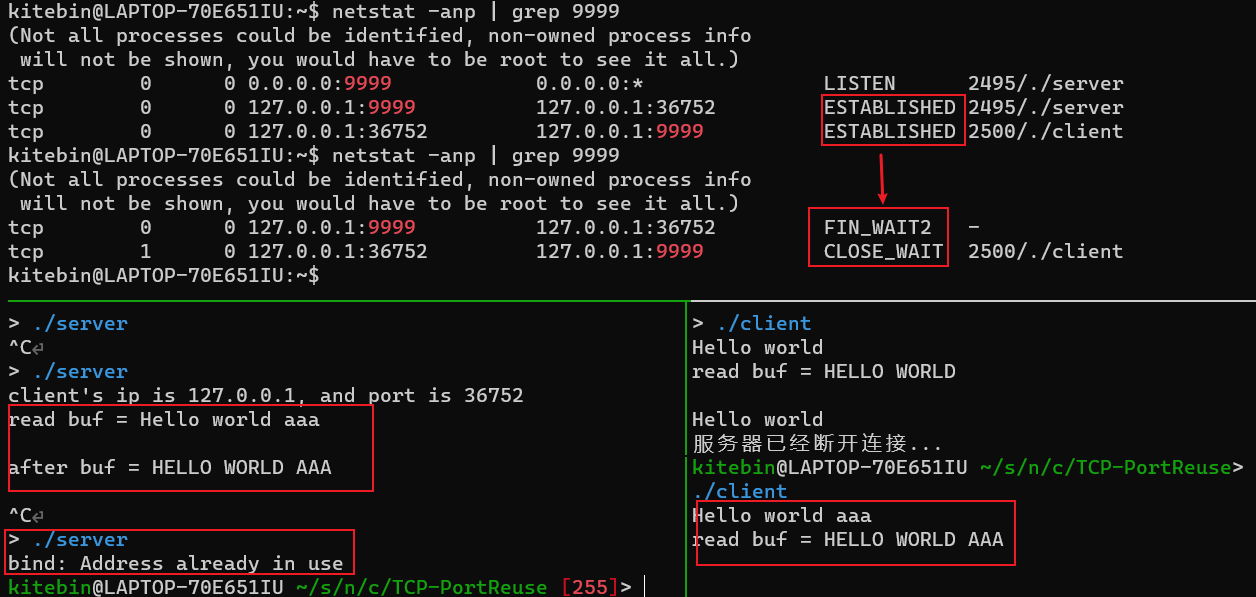 kitebin@LAPTOP-70E651IU:~$ netstat -anp | grep 9999
(Not all processes could be identified, non-owned process info
 will not be shown, you would have to be root to see it all.)
tcp        0      0 0.0.0.0:9999            0.0.0.0:*               LISTEN      2495/./server
tcp        0      0 127.0.0.1:9999          127.0.0.1:36752         ESTABLISHED 2495/./server
tcp        0      0 127.0.0.1:36752         127.0.0.1:9999          ESTABLISHED 2500/./client
kitebin@LAPTOP-70E651IU:~$ netstat -anp | grep 9999
(Not all processes could be identified, non-owned process info
 will not be shown, you would have to be root to see it all.)
tcp        0      0 127.0.0.1:9999          127.0.0.1:36752         FIN_WAIT2   -
tcp        1      0 127.0.0.1:36752         127.0.0.1:9999          CLOSE_WAIT  2500/./client
kitebin@LAPTOP-70E651IU:~$
> ./server
^C⏎
> ./server
client's ip is 127.0.0.1, and port is 36752
read buf = Hello world aaa
after buf = HELLO WORLD AAA
^C⏎
> ./server
bind: Address already in use
kitebin@LAPTOP-70E651IU ~/s/n/c/TCP-PortReuse [255]>
> ./client
Hello world
read buf = HELLO WORLD
Hello world
服务器已经断开连接...
kitebin@LAPTOP-70E651IU ~/s/n/c/TCP-PortReuse>
./client
Hello world aaa
read buf = HELLO WORLD AAA